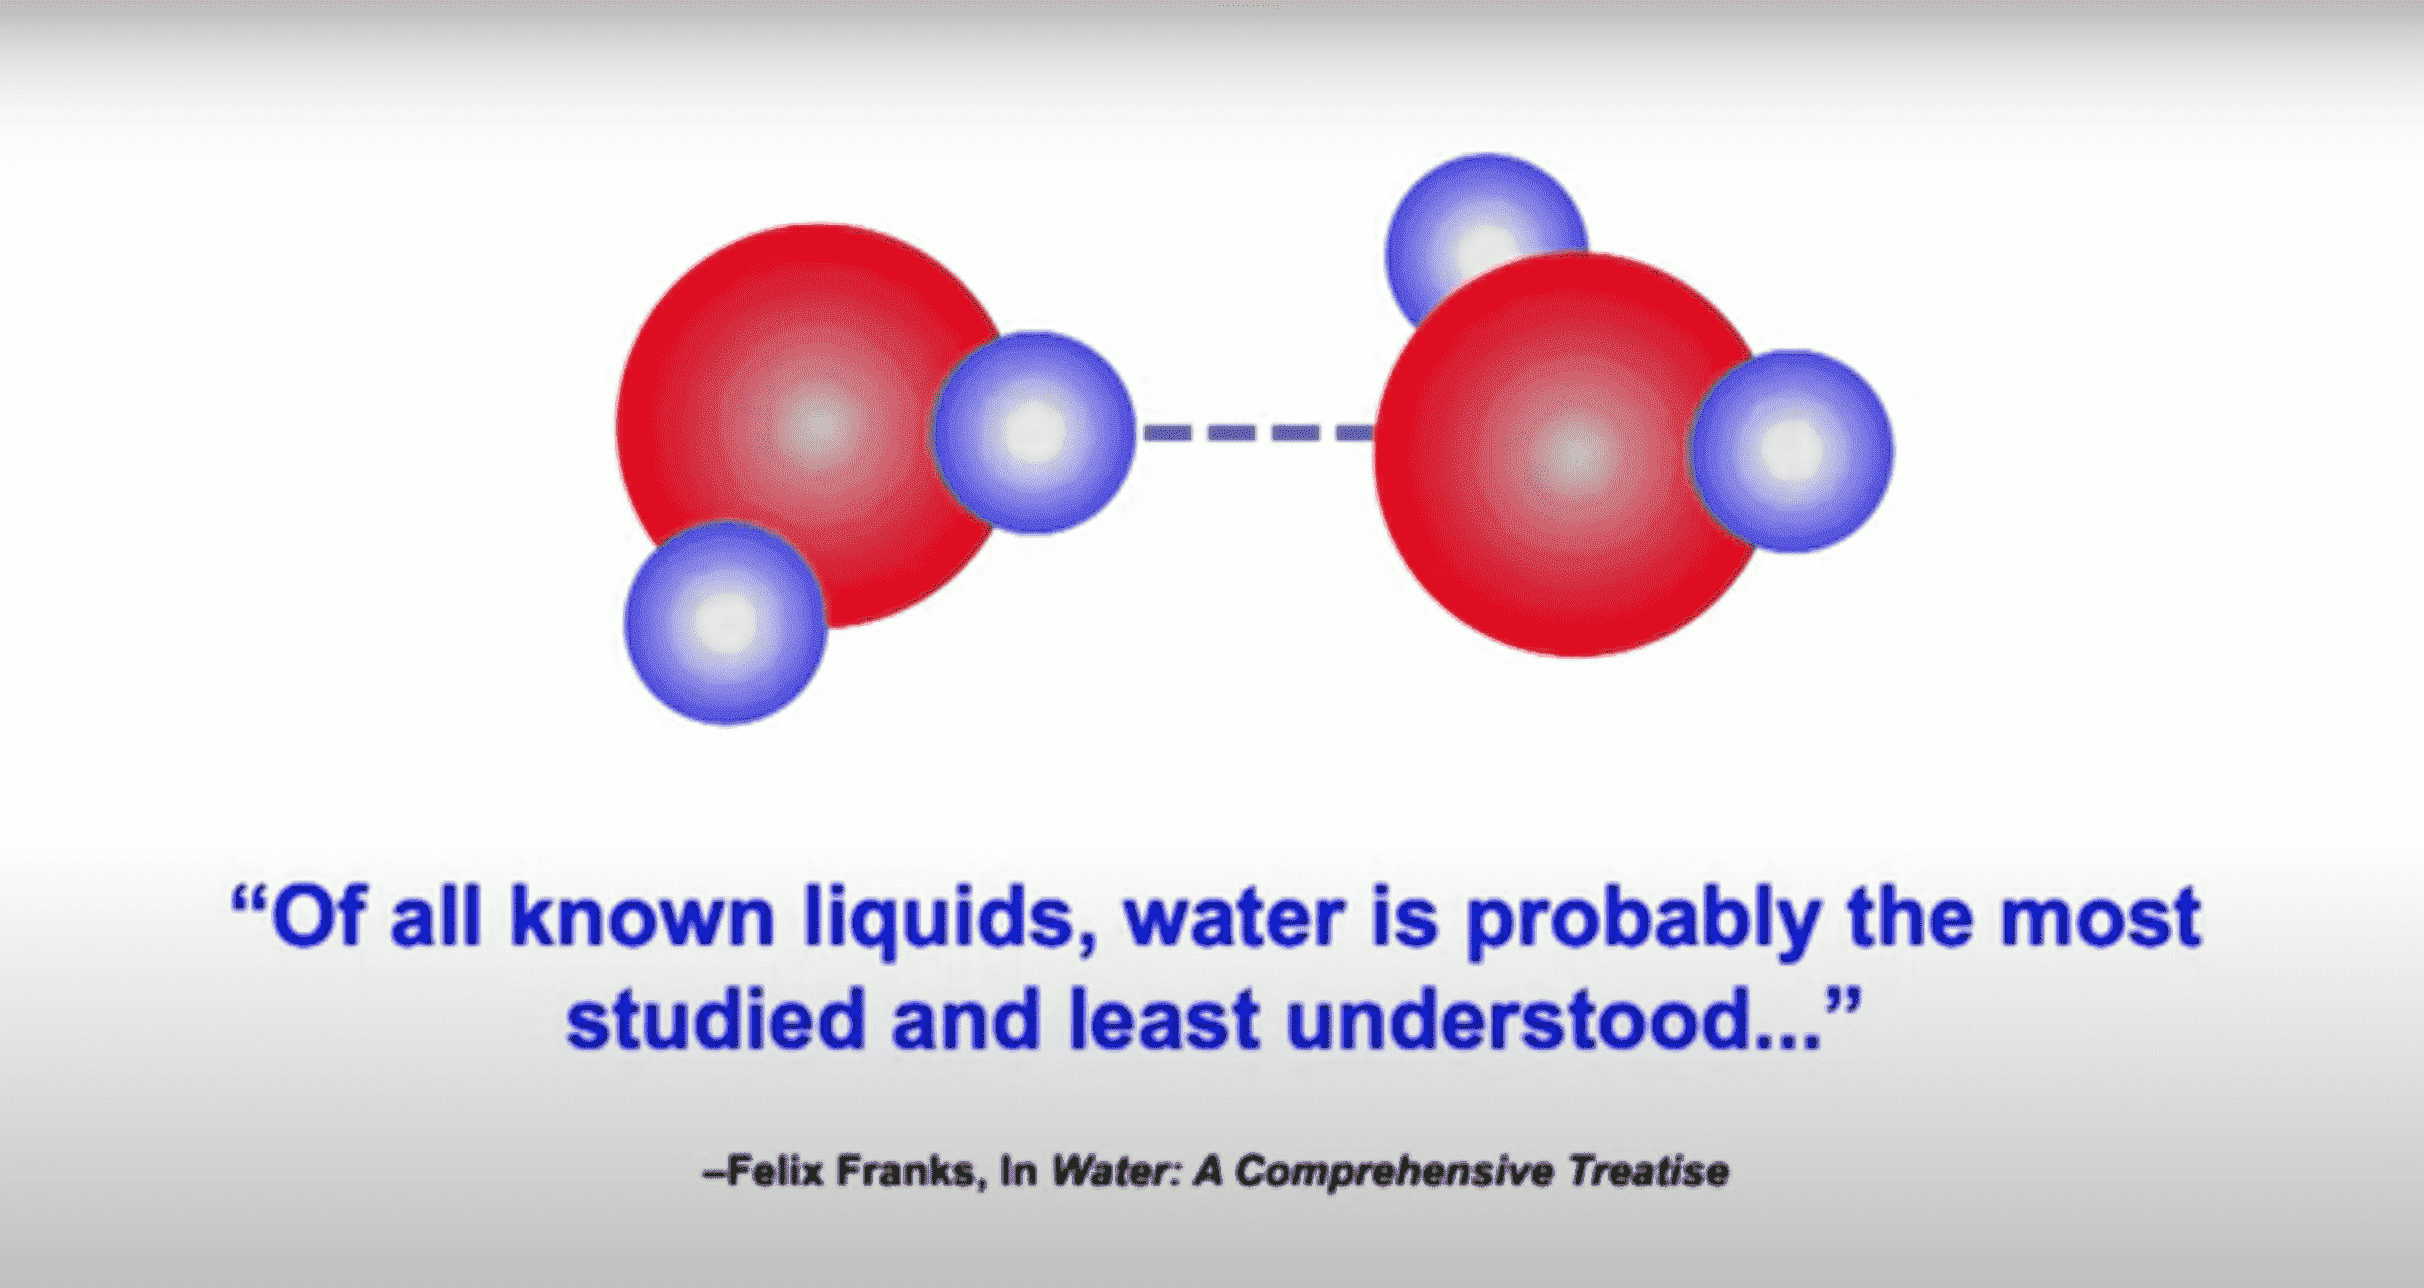 “Of all known liquids, water is probably the most
studied and least understood...”
–Felix Franks, In Water: A Comprehensive Treatise